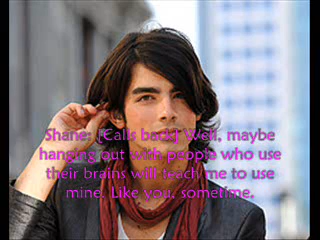 Shane: [Calls back] Well, maybe
hanging out with people who use
their brains will teach me to use
mine. Like you, sometime.